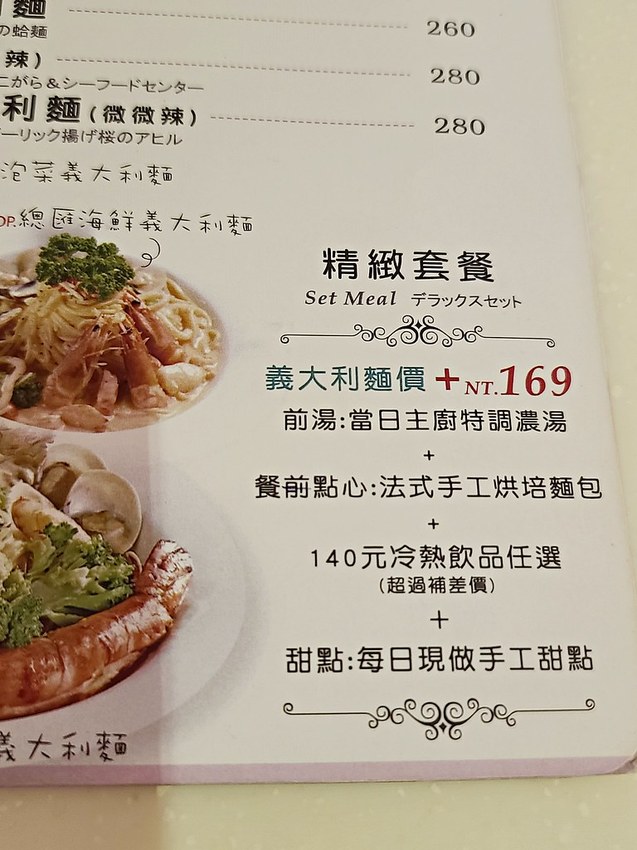 麵
の蛤麵
260
辣)
こがら＆シーフードセンター
280
利麵(微微辣)
ーリック揚げ桜のアヒル
280
泡菜義大利麵
OP.總匯海鮮義大利麵
精緻套餐
Set Meal デラックスセット
義大利麵價+NT.169
前湯:當日主廚特調濃湯
+
餐前點心:法式手工烘培麵包
+
140元冷熱飲品任選
(超過補差價)
+
甜點:每日現做手工甜點
義大利麵